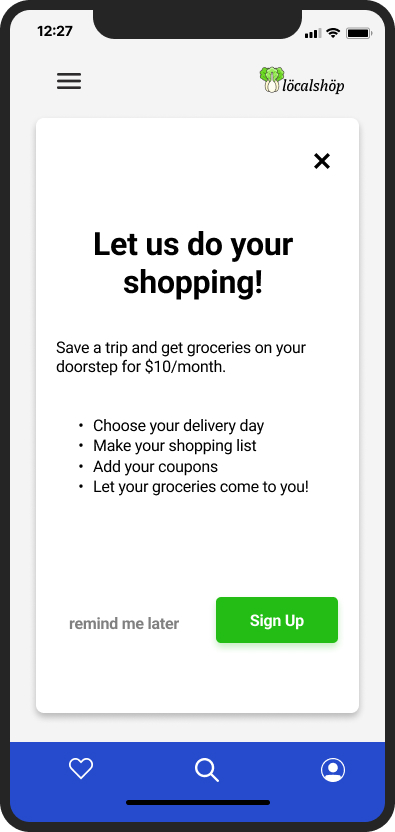 12:27
löcalshöp
Let us do your
shopping!
Save a trip and get groceries on your
doorstep for $10/month.
• Choose your delivery day
• Make your shopping list
• Add your coupons
• Let your groceries come to you!
remind me later
Sign Up